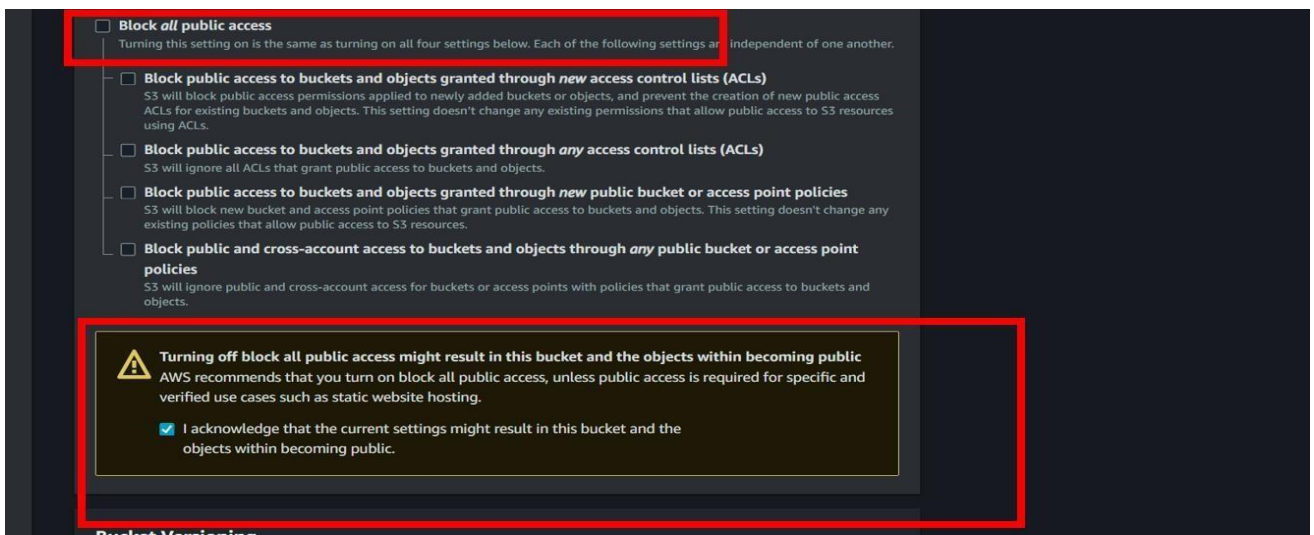 Block all public access
Turning this setting on is the same as turning on all four settings below. Each of the following settings are independent of one another.
Block public access to buckets and objects granted through new access control lists (ACLs)
S3 will block public access permissions applied to newly added buckets or objects, and prevent the creation of new public access
ACLs for existing buckets and objects. This setting doesn't change any existing permissions that allow public access to S3 resources
using ACLs.
Block public access to buckets and objects granted through any access control lists (ACLs)
S3 will ignore all ACLs that grant public access to buckets and objects.
Block public access to buckets and objects granted through new public bucket or access point policies
S3 will block new bucket and access point policies that grant public access to buckets and objects. This setting doesn't change any
existing policies that allow public access to S3 resources.
Block public and cross-account access to buckets and objects through any public bucket or access point
policies
S3 will ignore public and cross-account access for buckets or access points with policies that grant public access to buckets and
objects.
Turning off block all public access might result in this bucket and the objects within becoming public
AWS recommends that you turn on block all public access, unless public access is required for specific and
verified use cases such as static website hosting.
I acknowledge that the current settings might result in this bucket and the
objects within becoming public.
Bucket Versioning